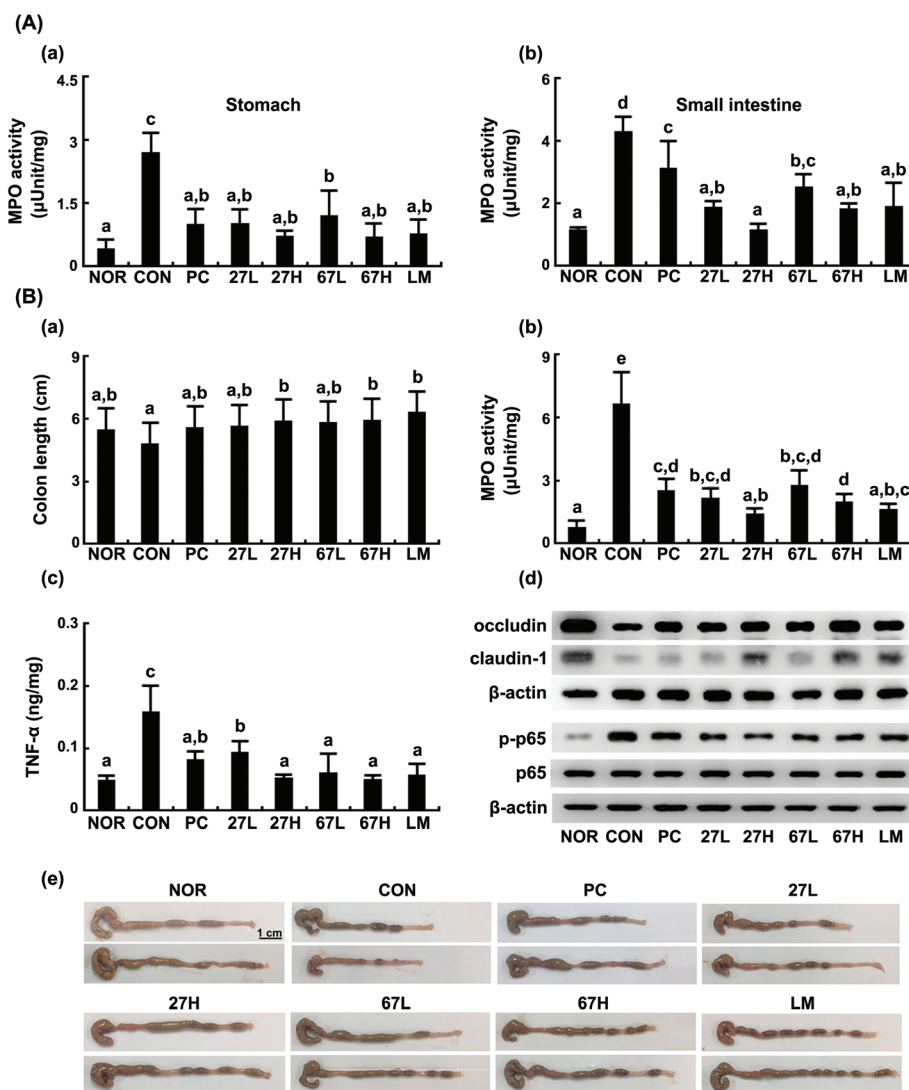 (A)
(a)
MPO activity
(μUnit/mg)
4.5
3
1.5
0
Stomach
a
c
a,b
a,b
a,b
b
a,b
a,b
NOR CON PC 27L 27H 67L 67H LM
(b)
MPO activity
(μUnit/mg)
6
4
2
0
Small intestine
a
d
c
a,b
a
b,c
a,b
a,b
NOR CON PC 27L 27H 67L 67H LM
(B)
(a)
Colon length (cm)
9
6
3
0
a,b
a
a,b
a,b
b
a,b
b
b
NOR CON PC 27L 27H 67L 67H LM
(b)
MPO activity
(μUnit/mg)
9
6
3
0
a
e
c,d
b,c,d
a,b
b,c,d
d
a,b,c
NOR CON PC 27L 27H 67L 67H LM
(c)
TNF-α (ng/mg)
0.3
0.2
0.1
0
a
c
a,b
b
a
a
a
a
NOR CON PC 27L 27H 67L 67H LM
(d)
occludin
claudin-1
β-actin
p-p65
p65
β-actin
NOR CON PC 27L 27H 67L 67H LM
(e)
NOR CON PC 27L
1 cm
27H 67L 67H LM